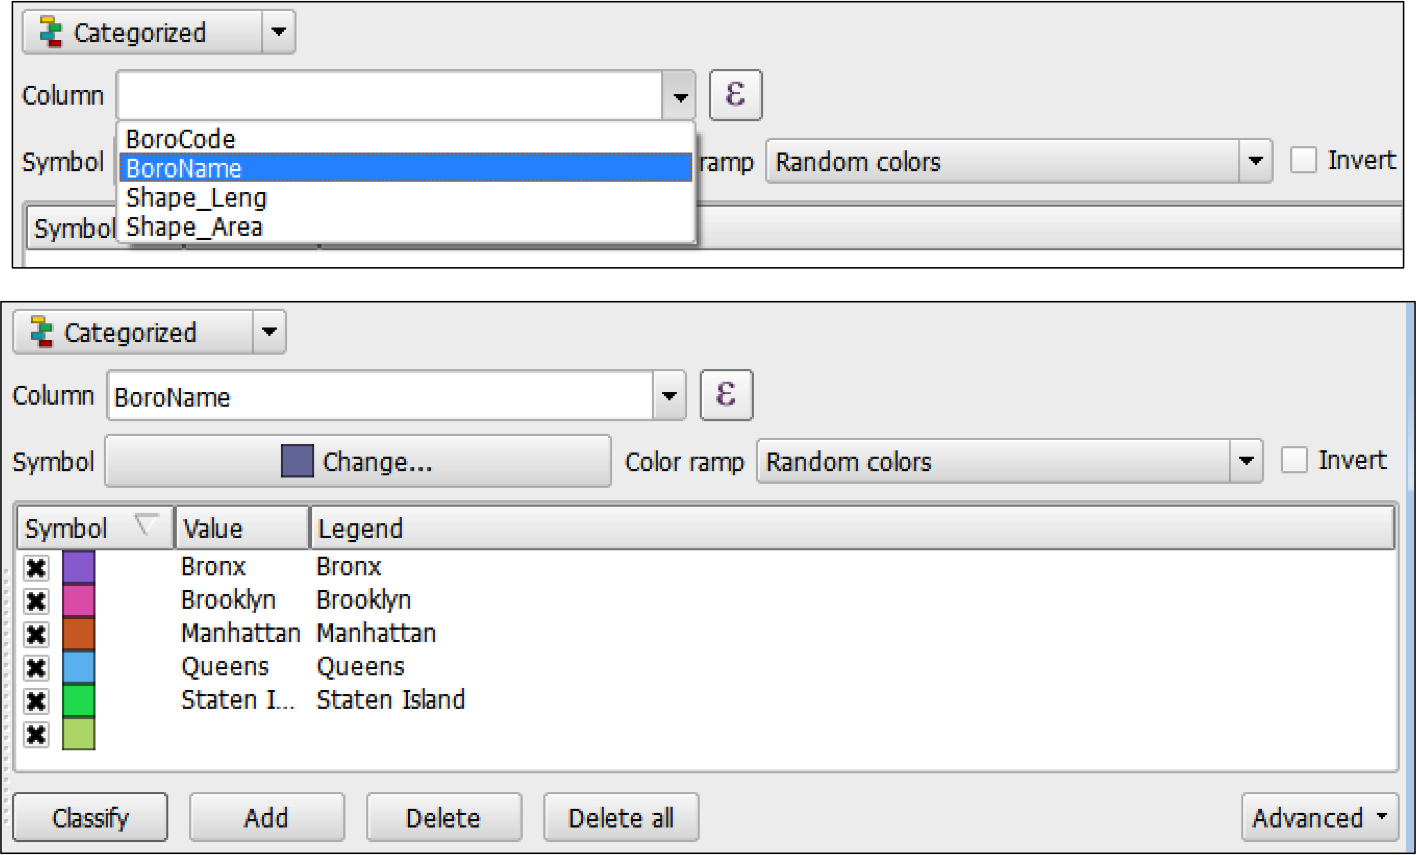 Categorized
Column ε
BoroCode
Symbol BoroName ramp Random colors Invert
Shape_Leng
Symbol Shape_Area
Categorized
Column BoroName ε
Symbol Change... Color ramp Random colors Invert
Symbol Value Legend
Bronx Bronx
Brooklyn Brooklyn
Manhattan Manhattan
Queens Queens
Staten I... Staten Island
Classify Add Delete Delete all Advanced